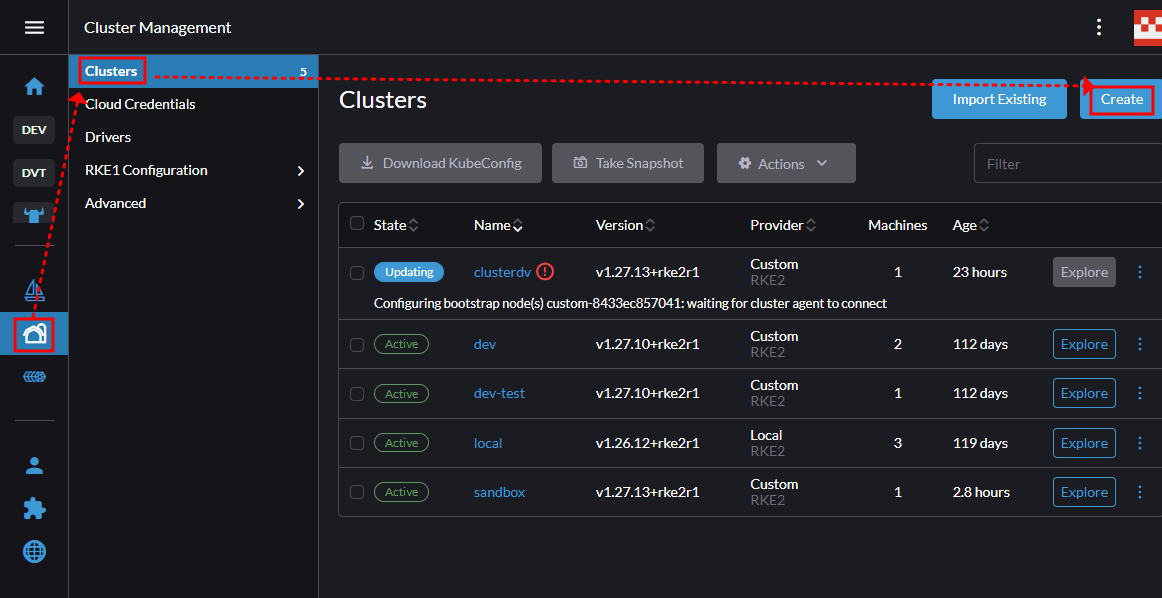 Cluster Management
Clusters 5
Cloud Credentials
Drivers
RKE1 Configuration
Advanced
DEV
DVT
Clusters
Import Existing
Create
Download KubeConfig
Take Snapshot
Actions
Filter
State Name Version Provider Machines Age
Updating clusterdv v1.27.13+rke2r1 Custom 1 23 hours Explore
RKE2
Configuring bootstrap node(s) custom-8433ec857041: waiting for cluster agent to connect
Active dev v1.27.10+rke2r1 Custom 2 112 days Explore
RKE2
Active dev-test v1.27.10+rke2r1 Custom 1 112 days Explore
RKE2
Active local v1.26.12+rke2r1 Local 3 119 days Explore
RKE2
Active sandbox v1.27.13+rke2r1 Custom 1 2.8 hours Explore
RKE2